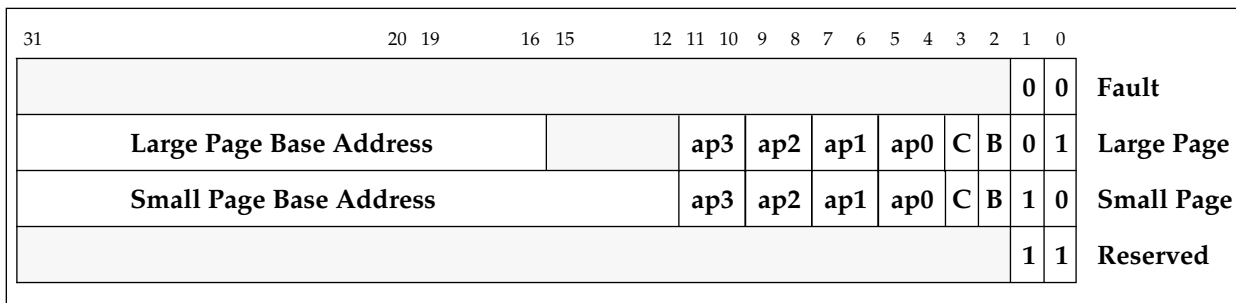 31 20 19 16 15 12 11 10 9 8 7 6 5 4 3 2 1 0
0 0 Fault
Large Page Base Address ap3 ap2 ap1 ap0 C B 0 1 Large Page
Small Page Base Address ap3 ap2 ap1 ap0 C B 1 0 Small Page
1 1 Reserved